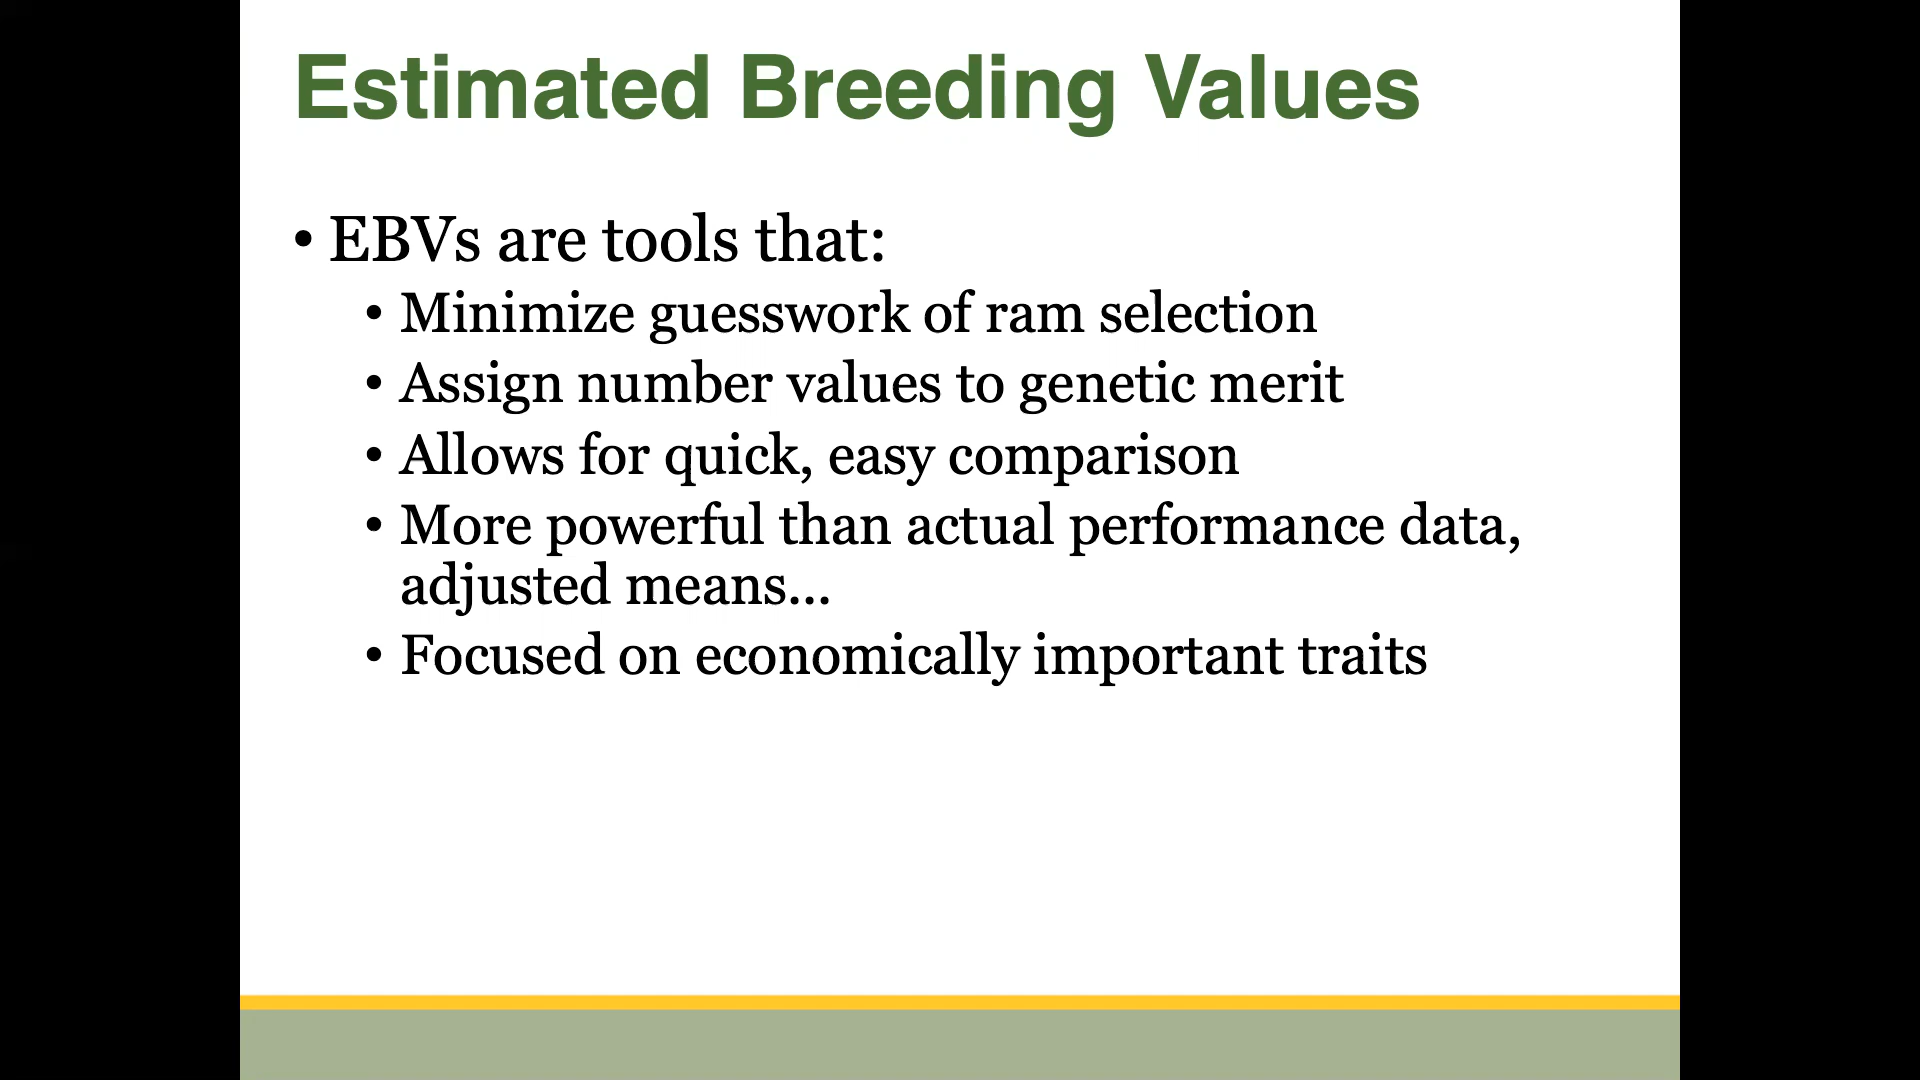 Estimated Breeding Values
• EBVs are tools that:
• Minimize guesswork of ram selection
• Assign number values to genetic merit
• Allows for quick, easy comparison
• More powerful than actual performance data,
adjusted means...
• Focused on economically important traits